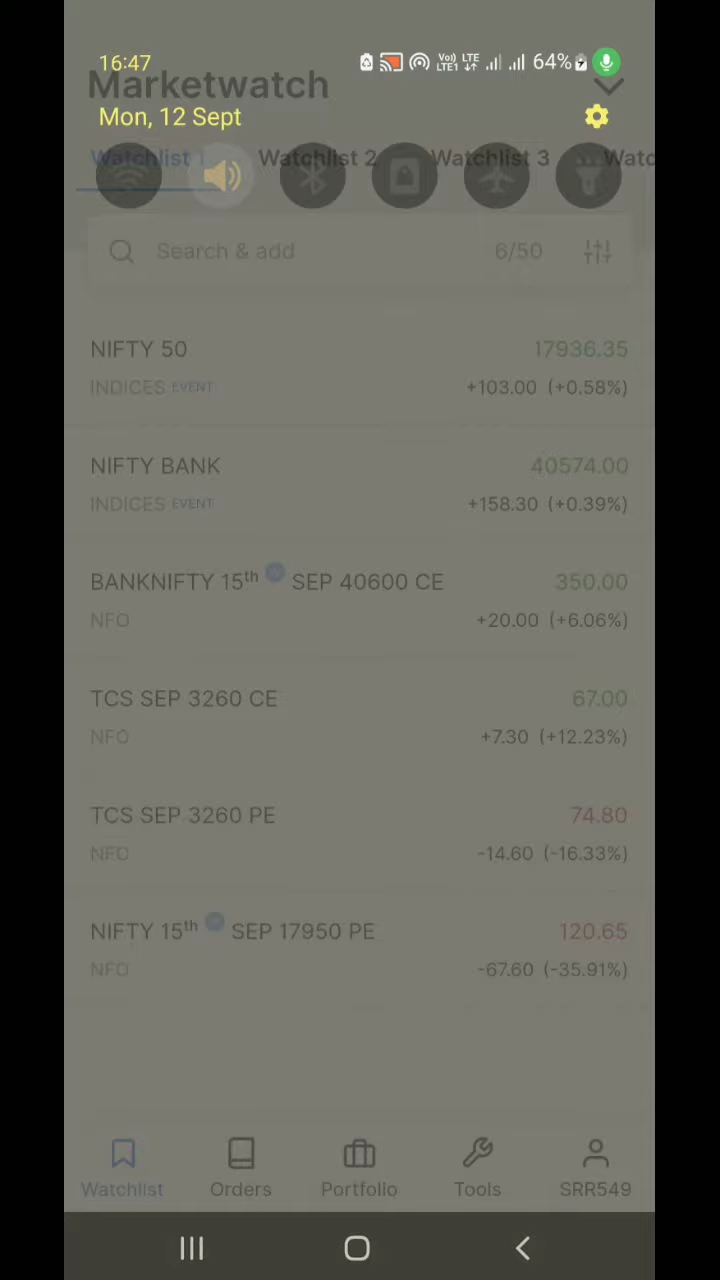 16:47
Vo)) LTE LTE1 64%
Marketwatch
Mon, 12 Sept
Watchlist 1 Watchlist 2 Watchlist 3 Watc
Search & add 6/50
NIFTY 50 17936.35
INDICES EVENT +103.00 (+0.58%)
NIFTY BANK 40574.00
INDICES EVENT +158.30 (+0.39%)
BANKNIFTY 15th SEP 40600 CE 350.00
NFO +20.00 (+6.06%)
TCS SEP 3260 CE 67.00
NFO +7.30 (+12.23%)
TCS SEP 3260 PE 74.80
NFO -14.60 (-16.33%)
NIFTY 15th SEP 17950 PE 120.65
NFO -67.60 (-35.91%)
Watchlist Orders Portfolio Tools SRR549